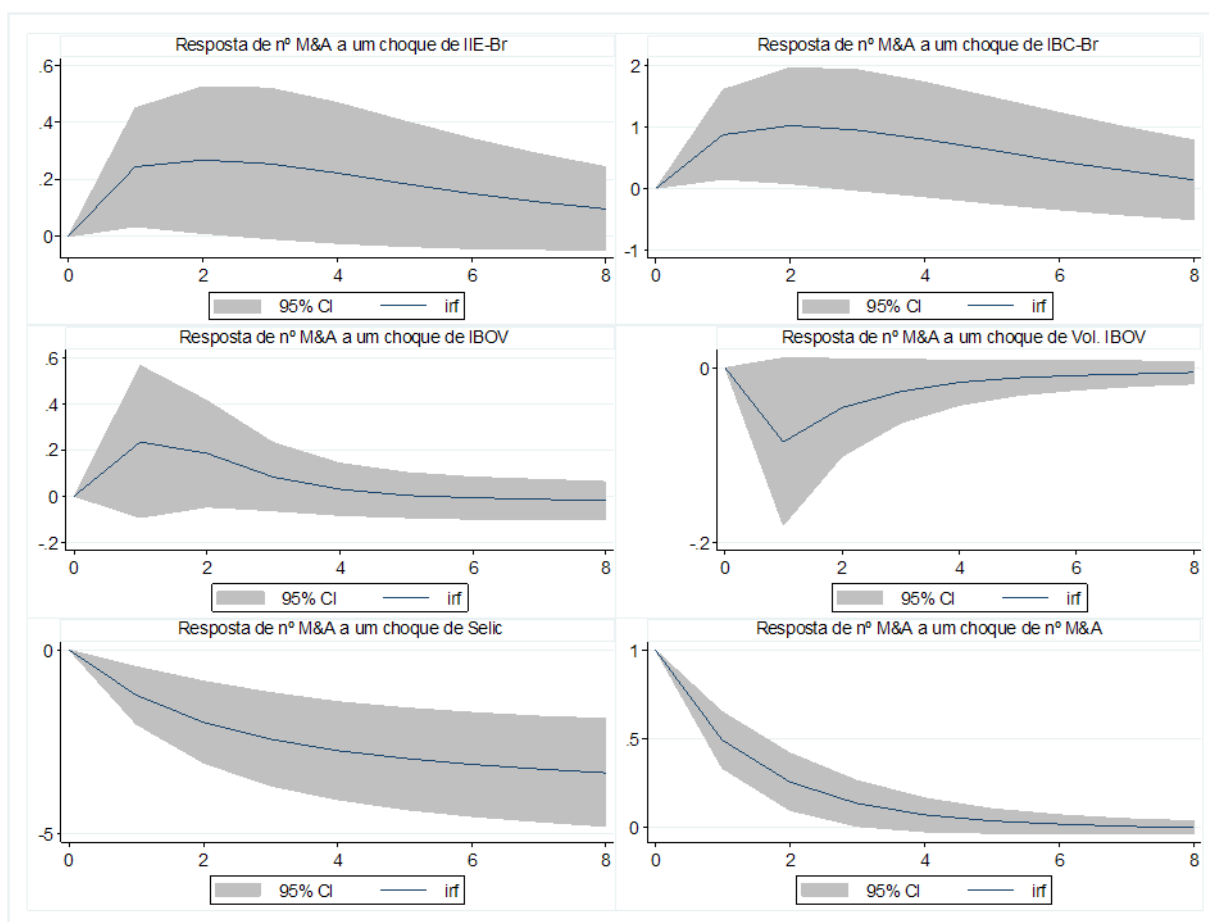 Resposta de nº M&A a um choque de IIE-Br
.6
.4
.2
0
0 2 4 6 8
95% CI irf
Resposta de nº M&A a um choque de IBC-Br
2
1
0
-1
0 2 4 6 8
95% CI irf
Resposta de nº M&A a um choque de IBOV
.6
.4
.2
0
-.2
0 2 4 6 8
95% CI irf
Resposta de nº M&A a um choque de Vol. IBOV
0
-.2
0 2 4 6 8
95% CI irf
Resposta de nº M&A a um choque de Selic
0
-5
0 2 4 6 8
95% CI irf
Resposta de nº M&A a um choque de nº M&A
1
.5
0
0 2 4 6 8
95% CI irf